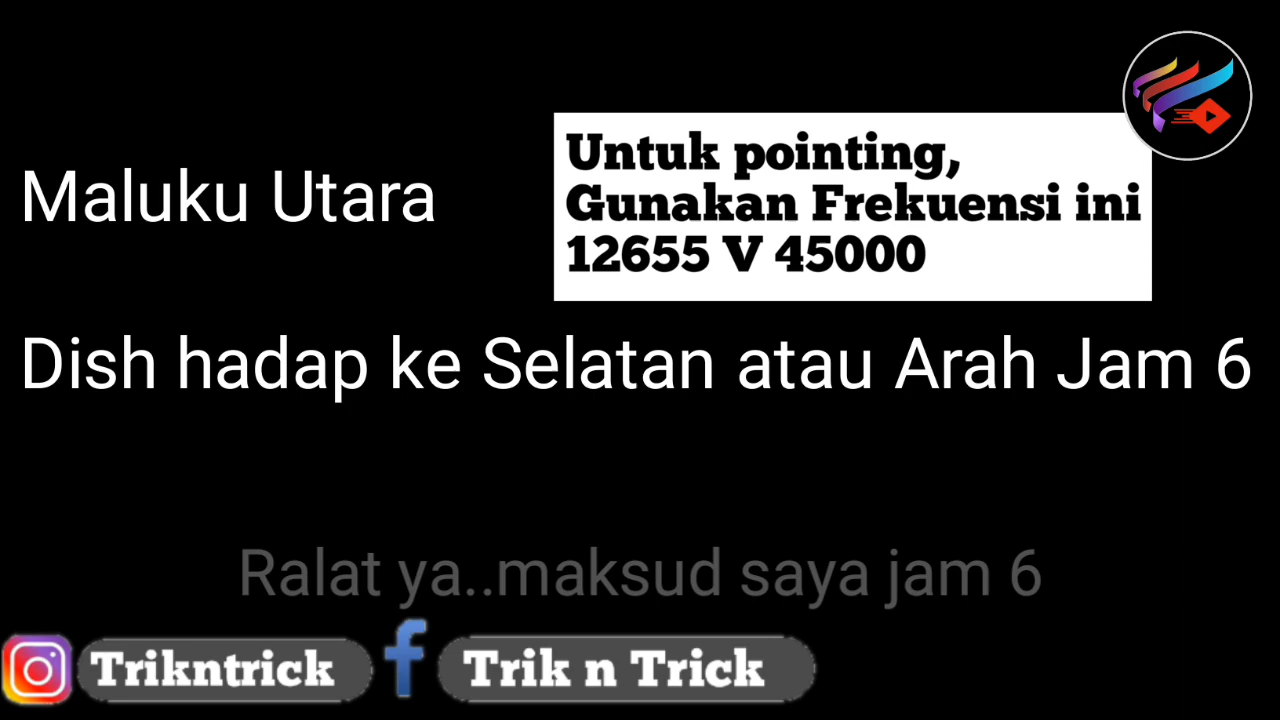 Maluku Utara
Untuk pointing,
Gunakan Frekuensi ini
12655 V 45000
Dish hadap ke Selatan atau Arah Jam 6
Ralat ya..maksud saya jam 6
Trikntrick
Trik n Trick